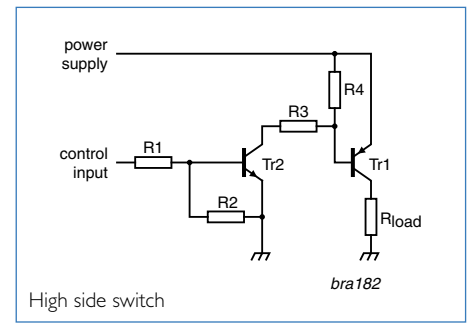 power
supply
R4
R3
control
input
R1
Tr2
Tr1
R2
Rload
bra182
High side switch